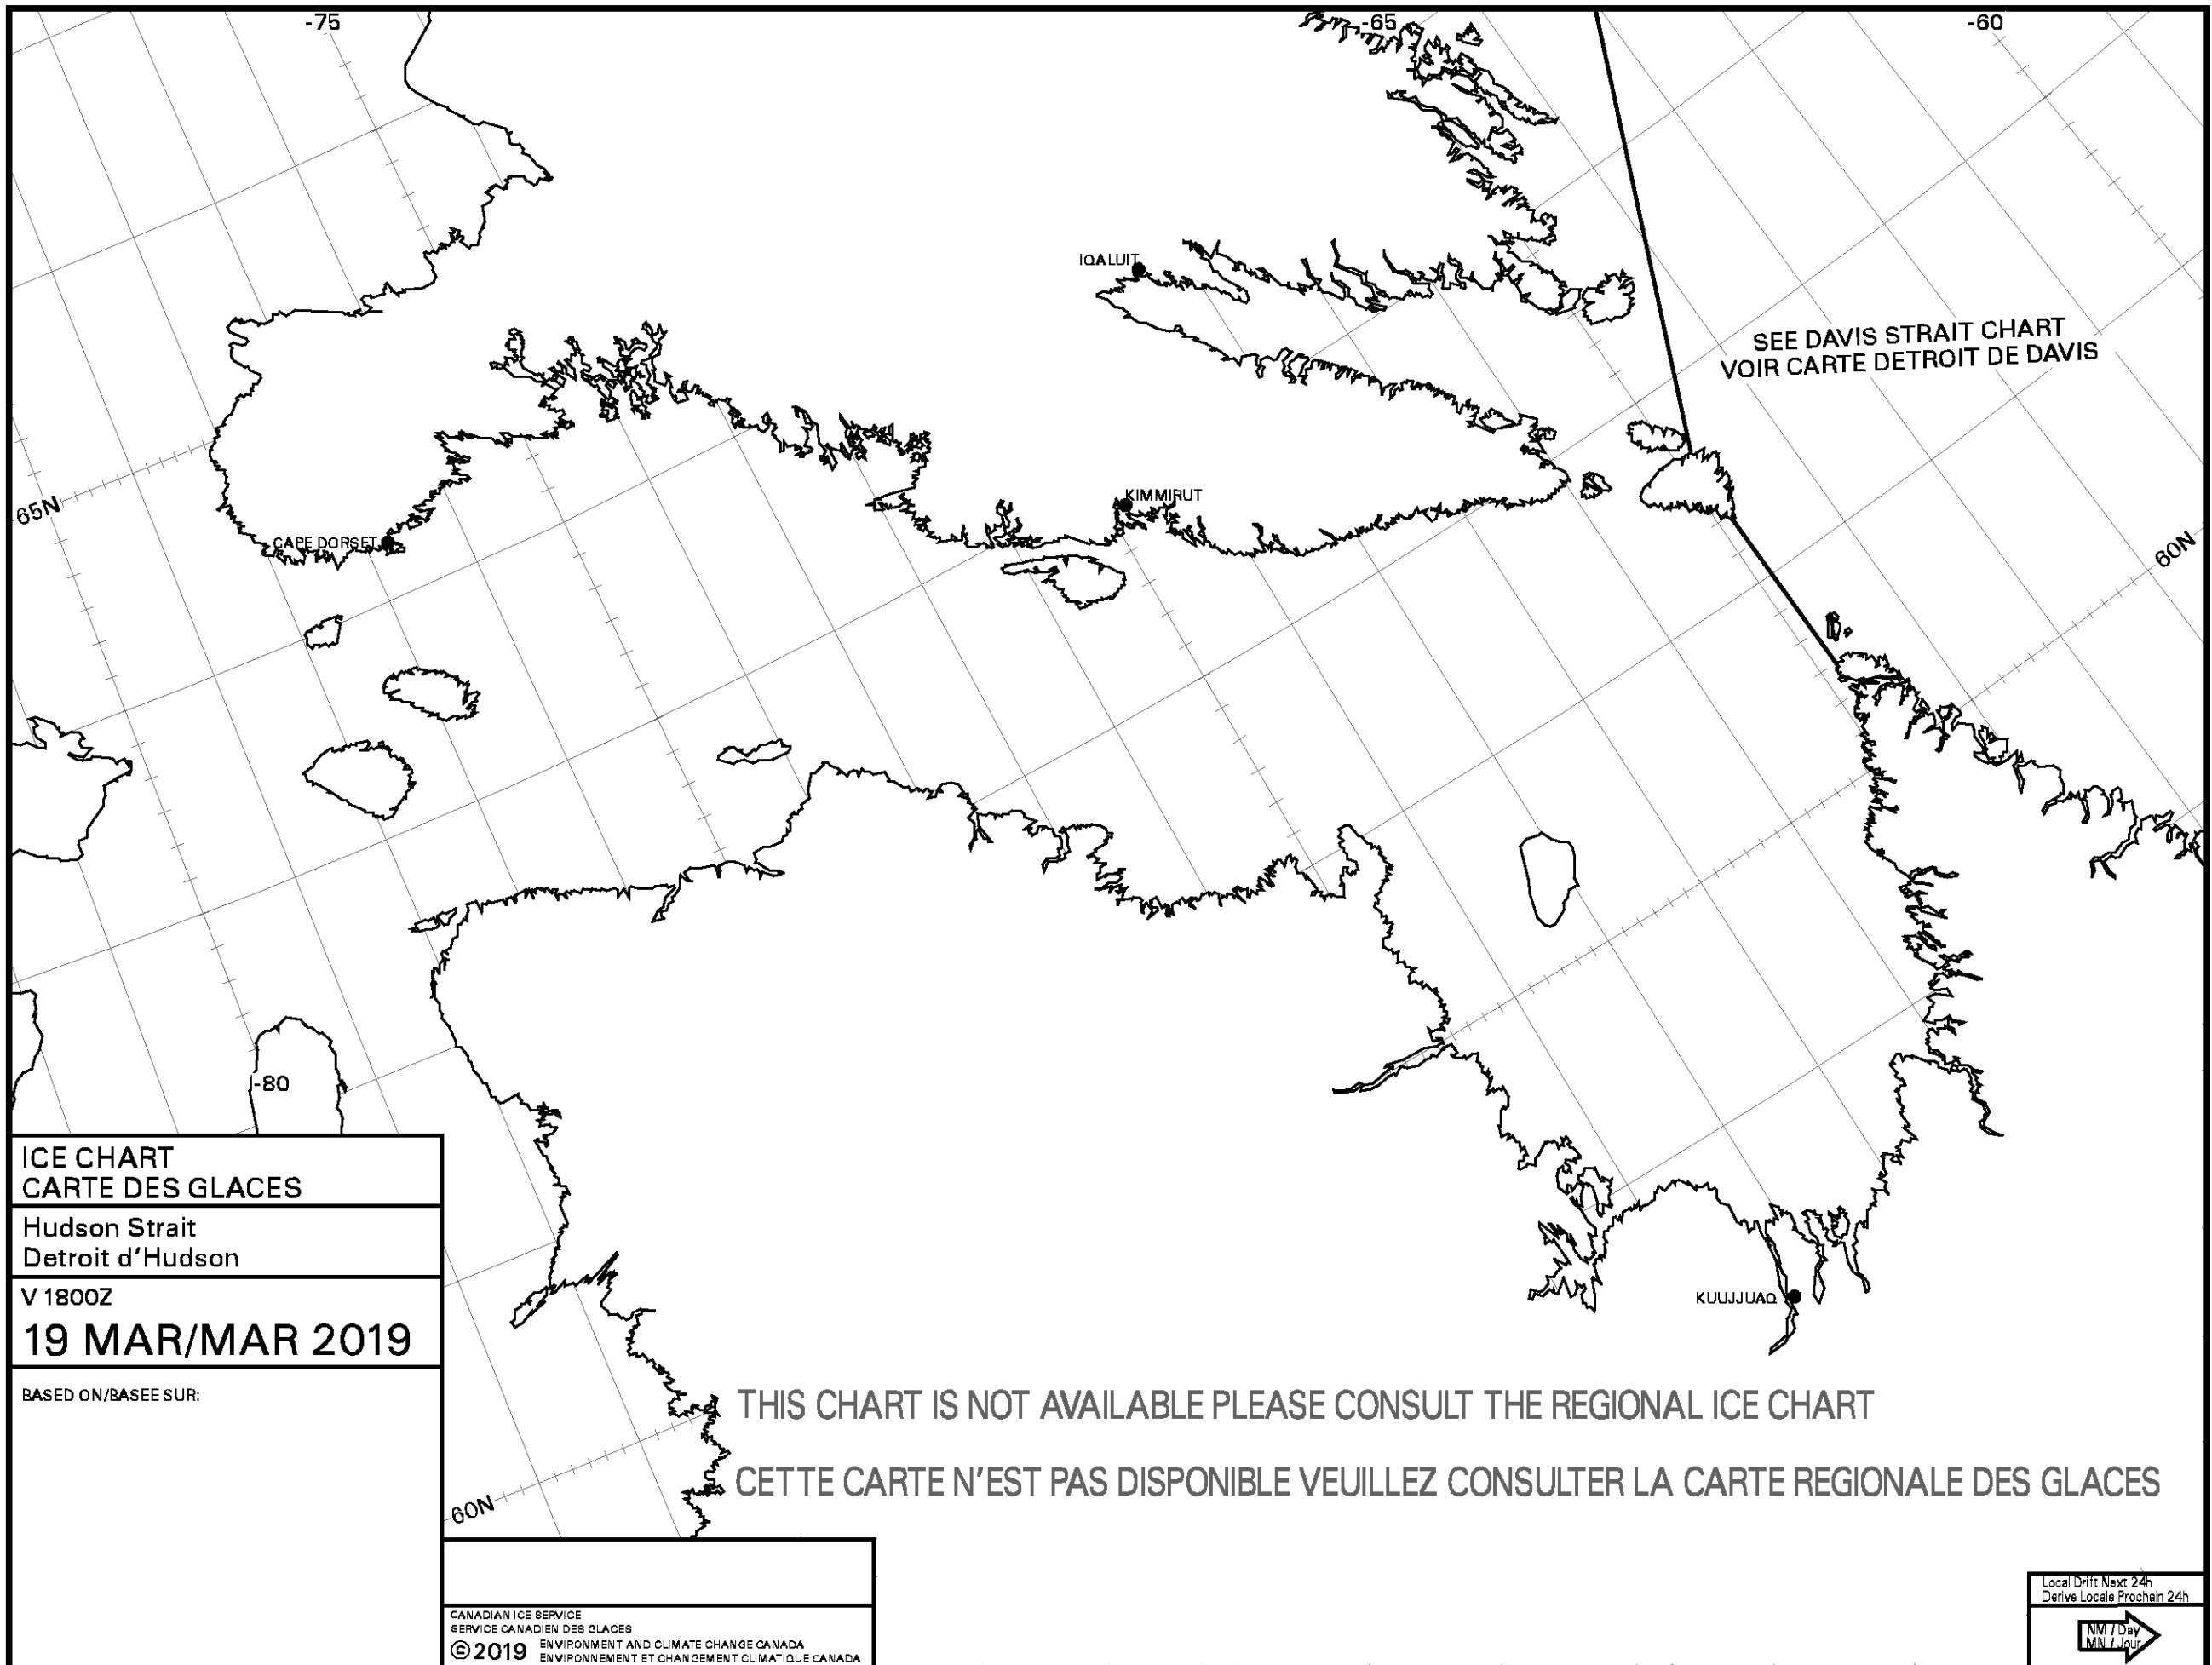 -75
-65
-60
IQALUIT
SEE DAVIS STRAIT CHART
VOIR CARTE DETROIT DE DAVIS
65N
KIMMIRUT
CAPE DORSET
60N
-80
ICE CHART
CARTE DES GLACES
Hudson Strait
Detroit d'Hudson
V 1800Z
19 MAR/MAR 2019
BASED ON/BASEE SUR:
KUUJJUAQ
THIS CHART IS NOT AVAILABLE PLEASE CONSULT THE REGIONAL ICE CHART
CETTE CARTE N'EST PAS DISPONIBLE VEUILLEZ CONSULTER LA CARTE REGIONALE DES GLACES
60N
CANADIAN ICE SERVICE
SERVICE CANADIEN DES GLACES
©2019 ENVIRONMENT AND CLIMATE CHANGE CANADA
ENVIRONNEMENT ET CHANGEMENT CLIMATIQUE CANADA
Local Drift Next 24h
Derive Locale Prochain 24h
NM / Day
MN / Jour